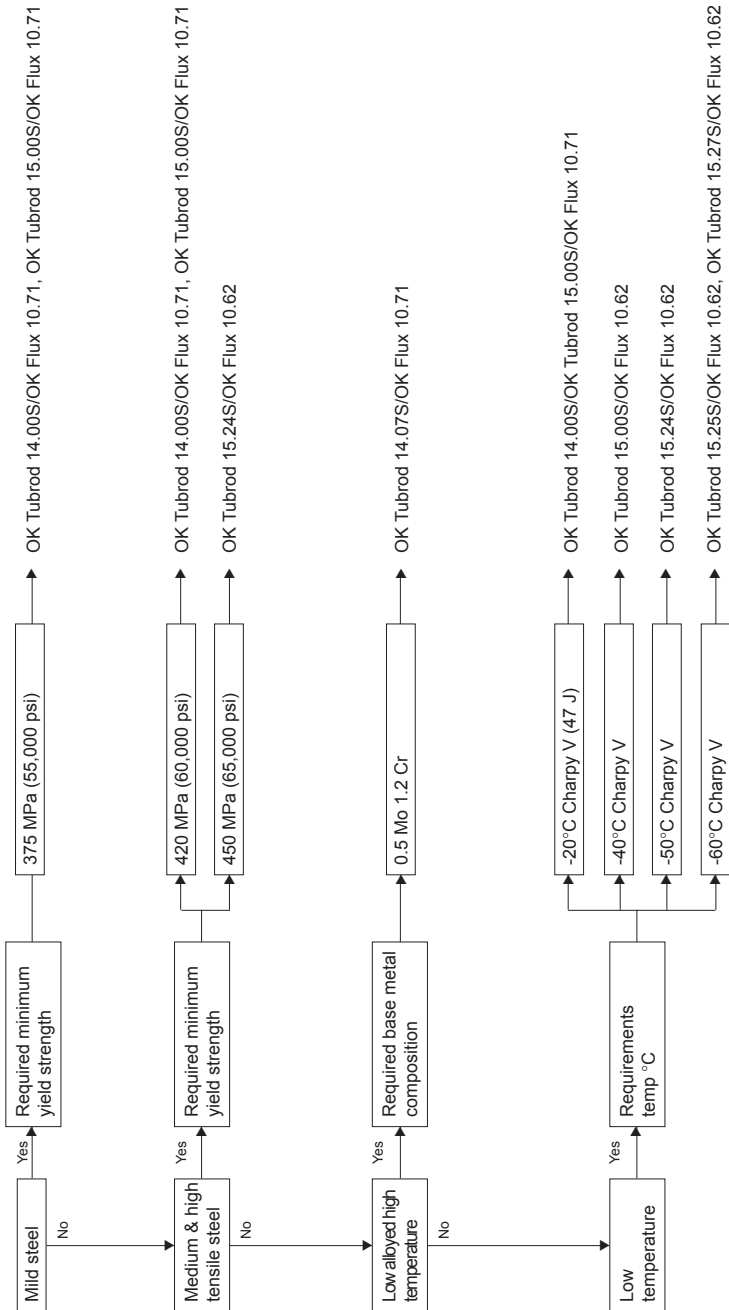 Mild steel
Yes
Required minimum
yield strength
375 MPa (55,000 psi)
OK Tubrod 14.00S/OK Flux 10.71, OK Tubrod 15.00S/OK Flux 10.71
No
Medium & high
tensile steel
Yes
Required minimum
yield strength
420 MPa (60,000 psi)
OK Tubrod 14.00S/OK Flux 10.71, OK Tubrod 15.00S/OK Flux 10.71
450 MPa (65,000 psi)
OK Tubrod 15.24S/OK Flux 10.62
No
Low alloyed high
temperature
Yes
Required base metal
composition
0.5 Mo 1.2 Cr
OK Tubrod 14.07S/OK Flux 10.71
No
Low
temperature
Yes
Requirements
temp °C
-20°C Charpy V (47 J)
OK Tubrod 14.00S/OK Tubrod 15.00S/OK Flux 10.71
-40°C Charpy V
OK Tubrod 15.00S/OK Flux 10.62
-50°C Charpy V
OK Tubrod 15.24S/OK Flux 10.62
-60°C Charpy V
OK Tubrod 15.25S/OK Flux 10.62, OK Tubrod 15.27S/OK Flux 10.62